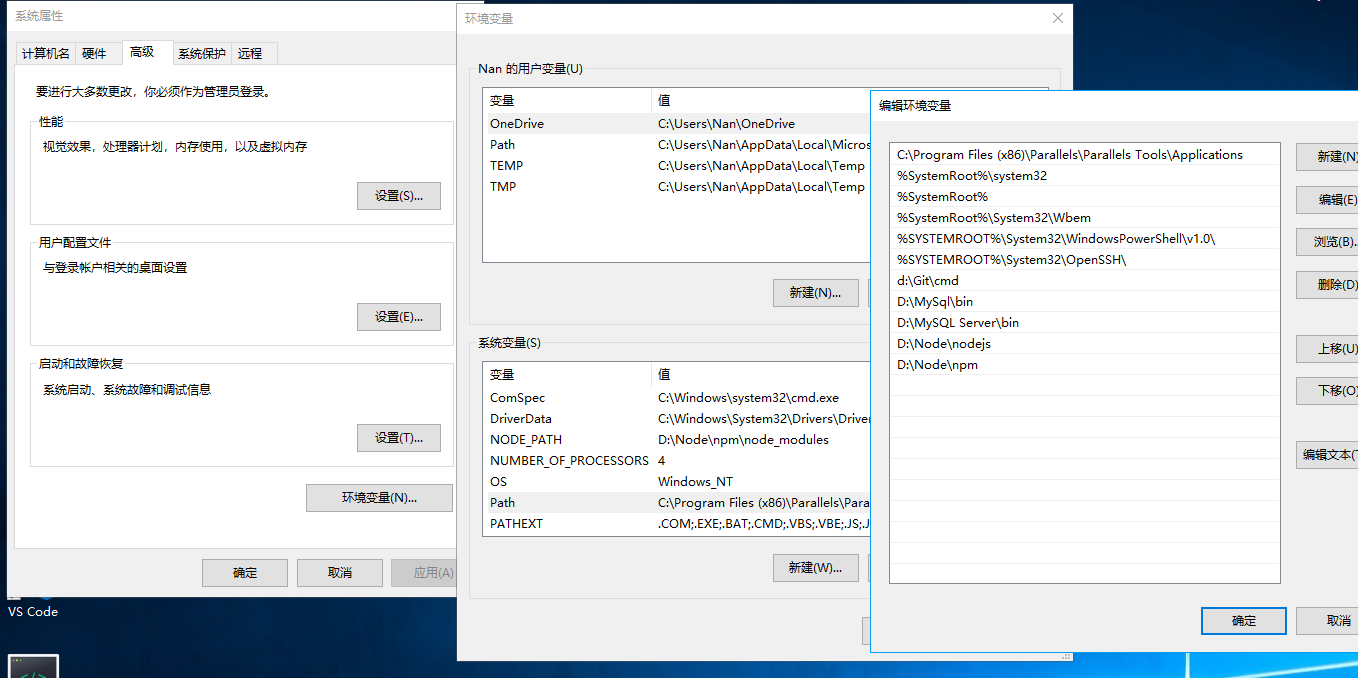 系统属性
计算机名
硬件
高级
系统保护
远程
要进行大多数更改，你必须作为管理员登录。
性能
视觉效果，处理器计划，内存使用，以及虚拟内存
设置(S)...
用户配置文件
与登录帐户相关的桌面设置
设置(E)...
启动和故障恢复
系统启动、系统故障和调试信息
设置(T)...
环境变量(N)...
确定
取消
应用(A)
VS Code
环境变量
Nan 的用户变量(U)
变量 值
OneDrive C:\Users\Nan\OneDrive
Path C:\Users\Nan\AppData\Local\Micros
TEMP C:\Users\Nan\AppData\Local\Temp
TMP C:\Users\Nan\AppData\Local\Temp
新建(N)...
系统变量(S)
变量 值
ComSpec C:\Windows\system32\cmd.exe
DriverData C:\Windows\System32\Drivers\Driver
NODE_PATH D:\Node\npm\node_modules
NUMBER_OF_PROCESSORS 4
OS Windows_NT
Path C:\Program Files (x86)\Parallels\Para
PATHEXT .COM;.EXE;.BAT;.CMD;.VBS;.VBE;.JS;.J
新建(W)...
编辑环境变量
C:\Program Files (x86)\Parallels\Parallels Tools\Applications
%SystemRoot%\system32
%SystemRoot%
%SystemRoot%\System32\Wbem
%SYSTEMROOT%\System32\WindowsPowerShell\v1.0\
%SYSTEMROOT%\System32\OpenSSH\
d:\Git\cmd
D:\MySql\bin
D:\MySQL Server\bin
D:\Node\nodejs
D:\Node\npm
新建(N)
编辑(E)
浏览(B).
删除(D)
上移(U)
下移(O)
编辑文本(T
确定
取消